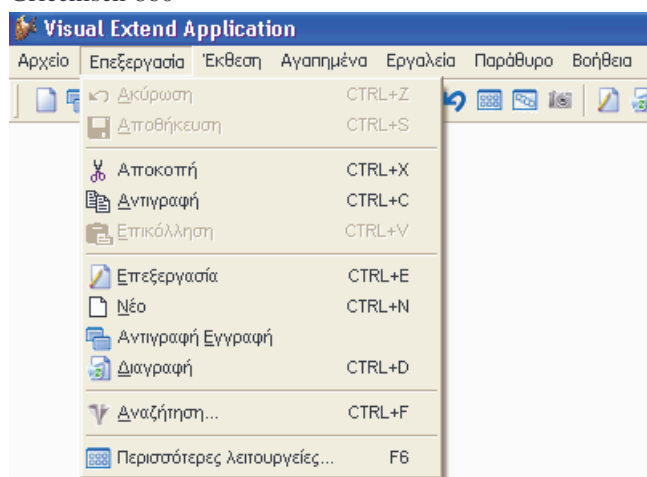 Visual Extend Application
Αρχείο Επεξεργασία Έκθεση Αγαπημένα Εργαλεία Παράθυρο Βοήθεια
Ακύρωση CTRL+Z
Αποθήκευση CTRL+S
Αποκοπή CTRL+X
Αντιγραφή CTRL+C
Επικόλληση CTRL+V
Επεξεργασία CTRL+E
Νέο CTRL+N
Αντιγραφή Εγγραφή
Διαγραφή CTRL+D
Αναζήτηση... CTRL+F
Περισσότερες λειτουργείες... F6